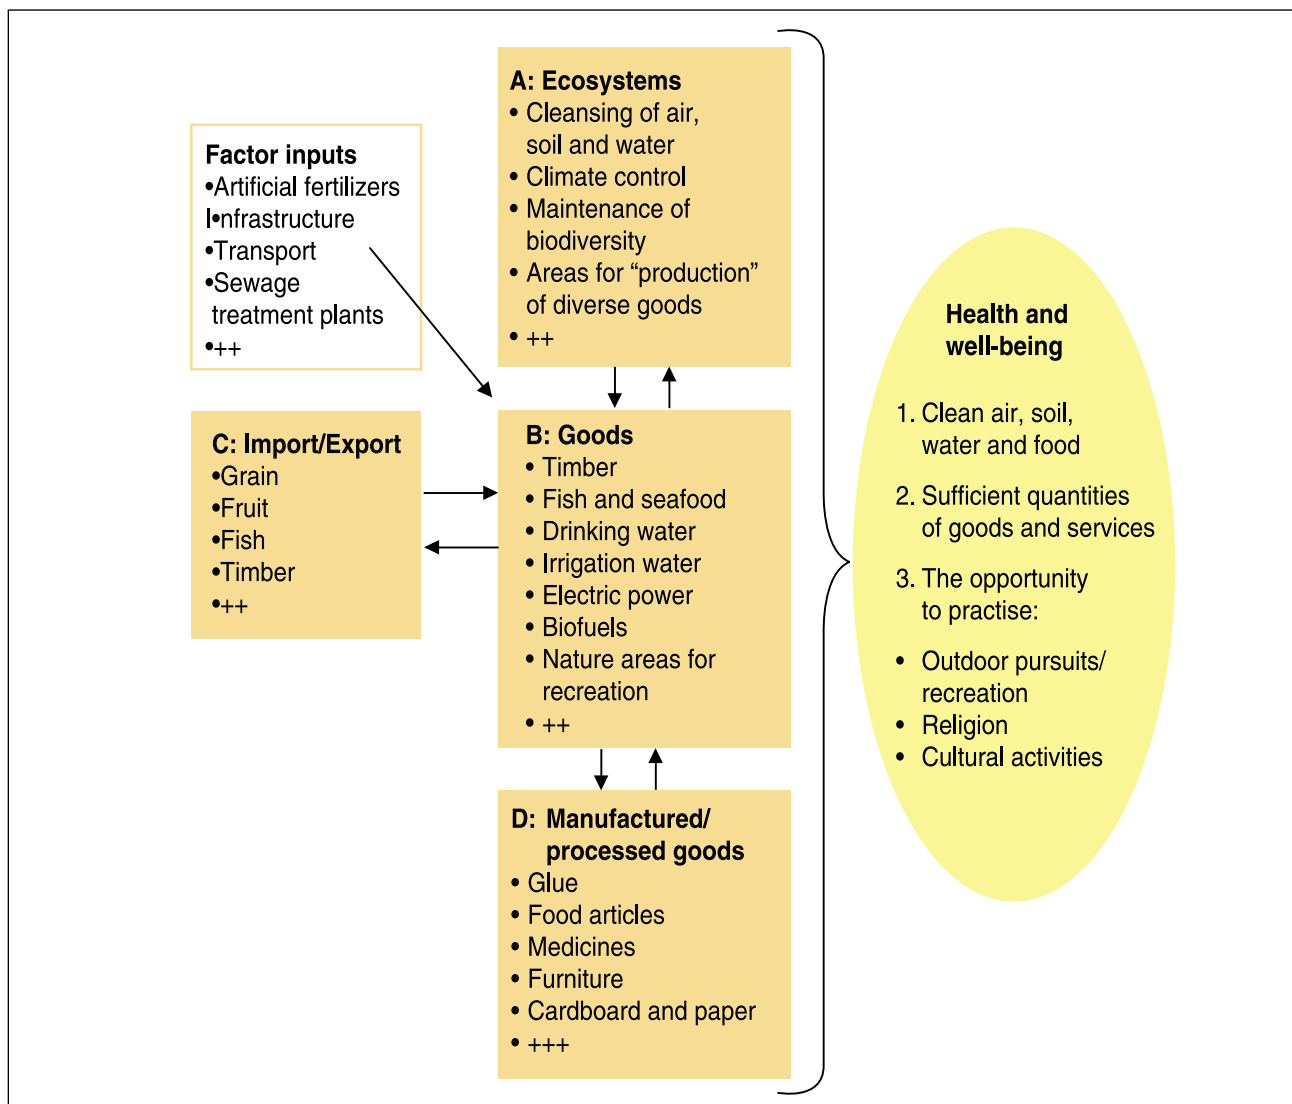 A: Ecosystems
• Cleansing of air,
soil and water
• Climate control
• Maintenance of
biodiversity
• Areas for “production”
of diverse goods
• ++
Factor inputs
•Artificial fertilizers
I•nfrastructure
•Transport
•Sewage
treatment plants
•++
C: Import/Export
•Grain
•Fruit
•Fish
•Timber
•++
B: Goods
• Timber
• Fish and seafood
• Drinking water
• Irrigation water
• Electric power
• Biofuels
• Nature areas for
recreation
• ++
D: Manufactured/
processed goods
• Glue
• Food articles
• Medicines
• Furniture
• Cardboard and paper
• +++
Health and
well-being
1. Clean air, soil,
water and food
2. Sufficient quantities
of goods and services
3. The opportunity
to practise:
• Outdoor pursuits/
recreation
• Religion
• Cultural activities